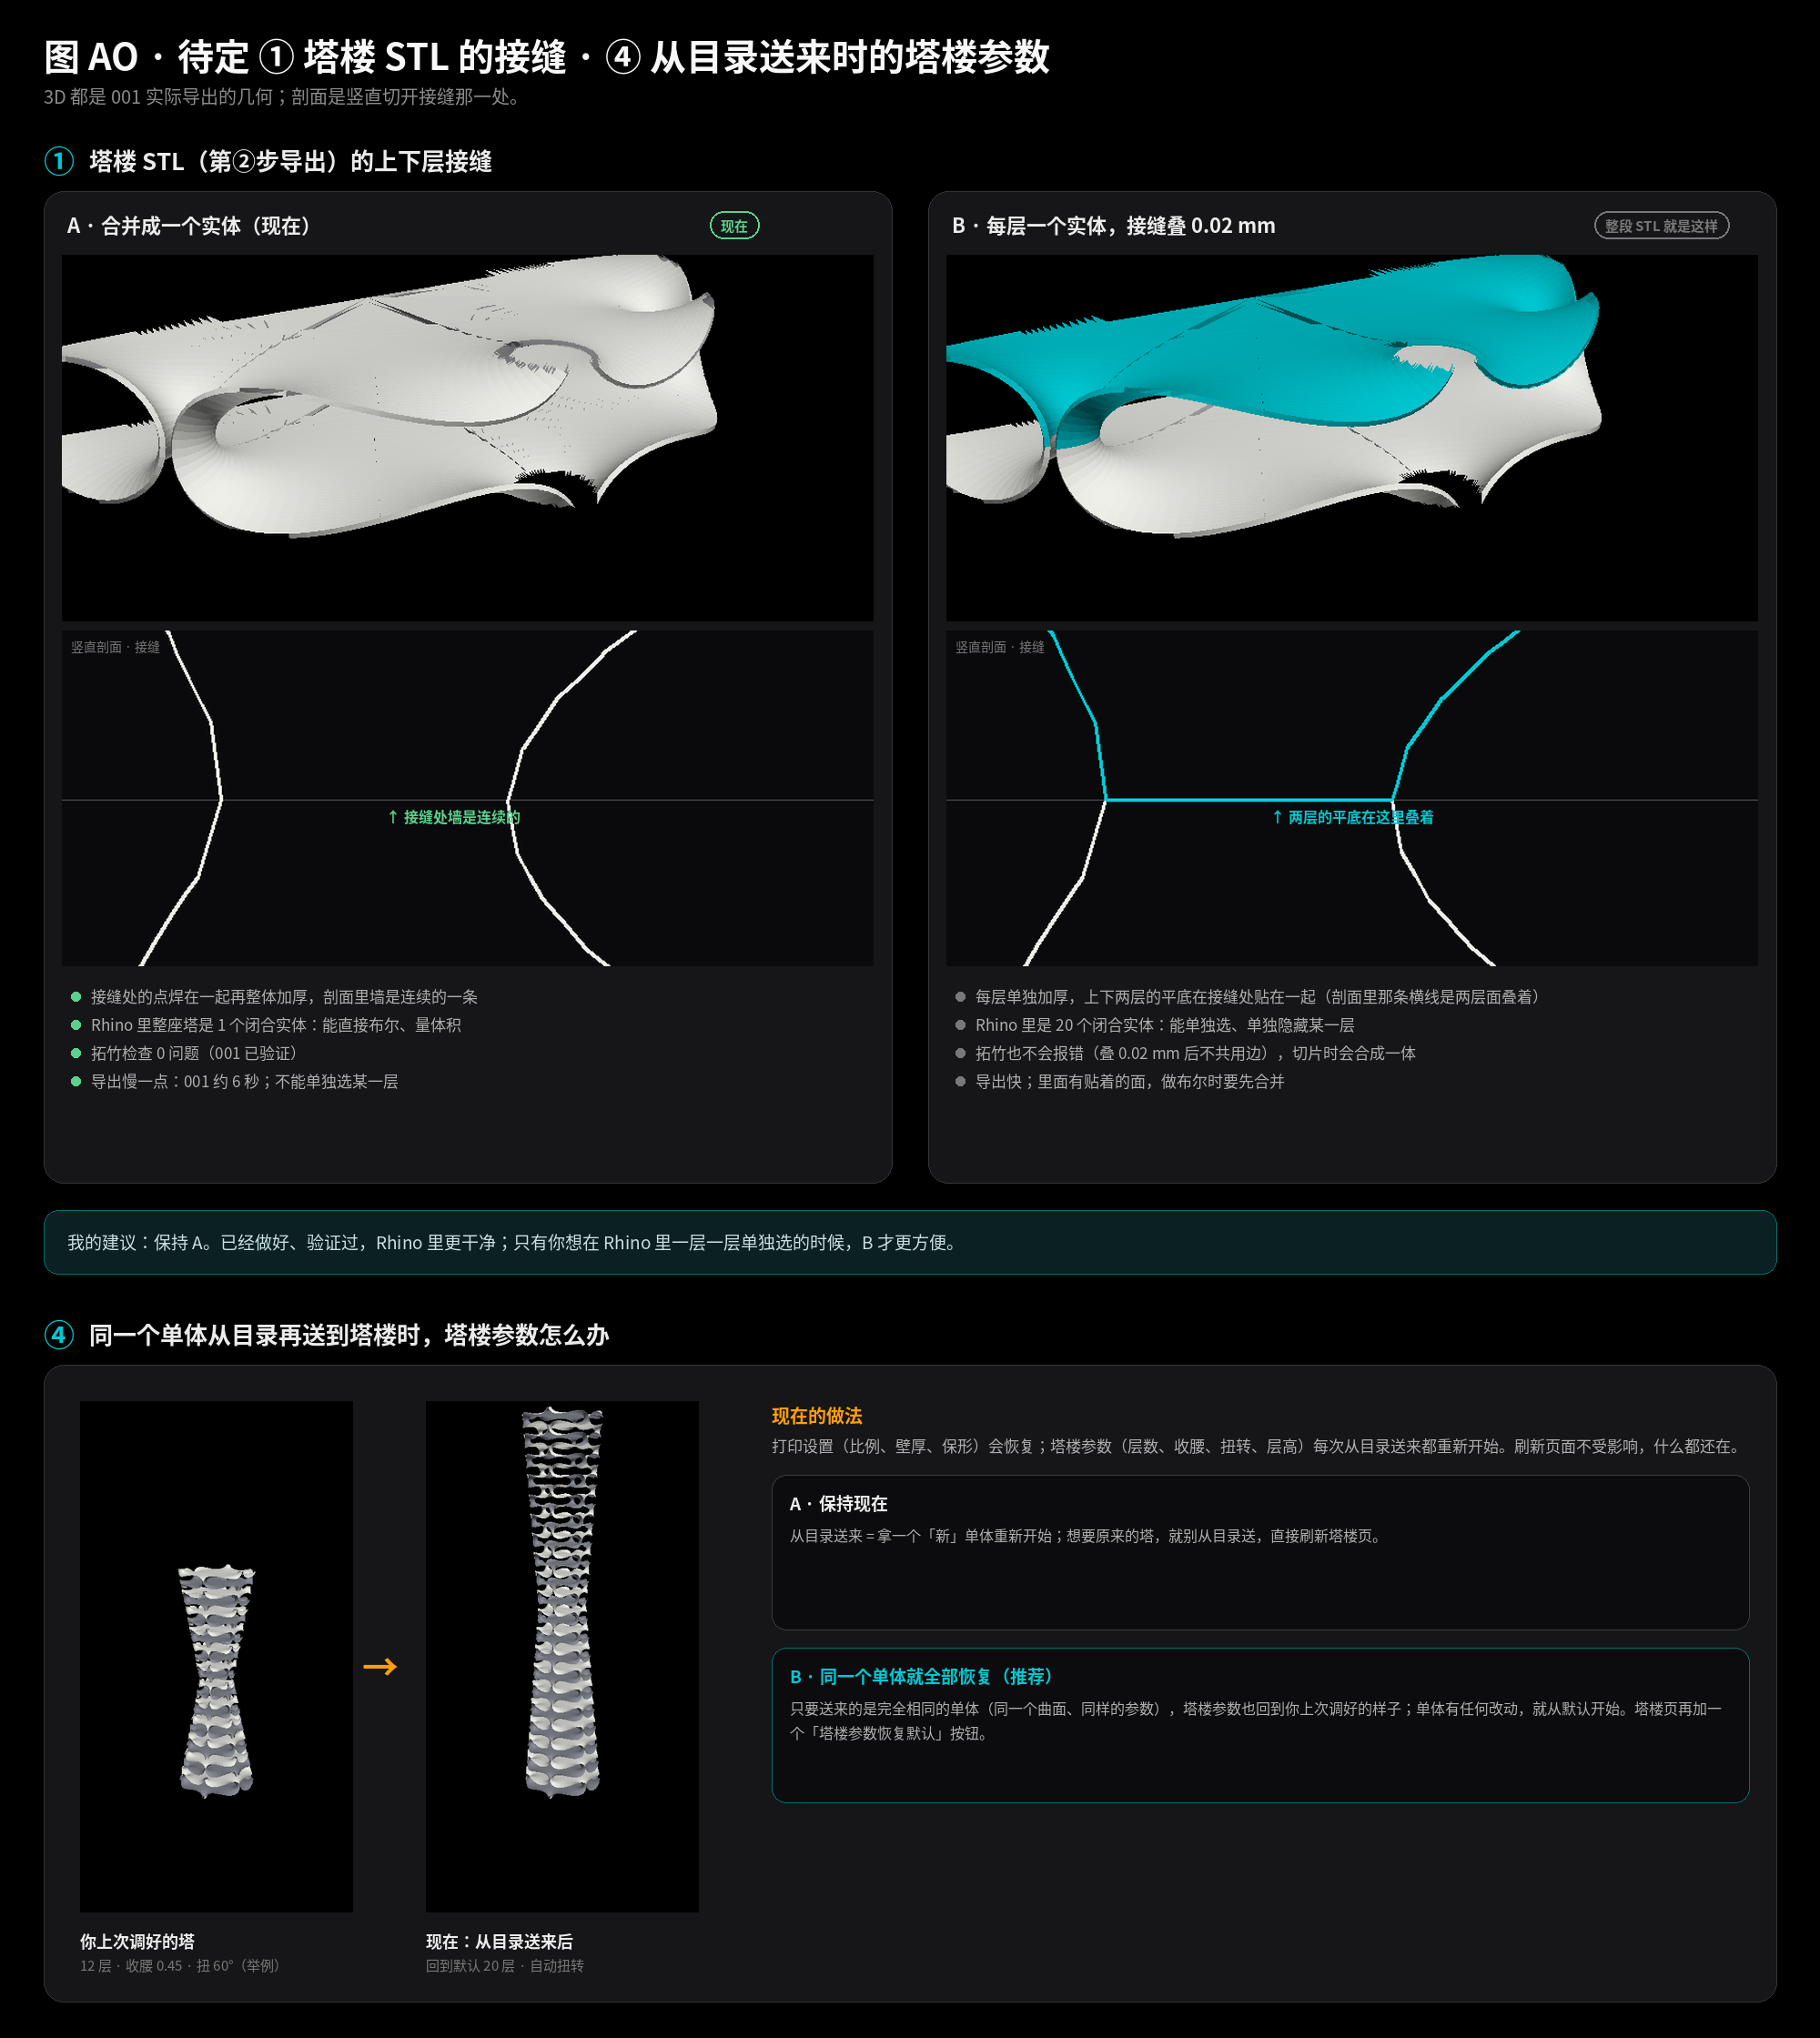 图 AO · 待定 ① 塔楼 STL 的接缝 · ④ 从目录送来时的塔楼参数
3D 都是 001 实际导出的几何；剖面是竖直切开接缝那一处。
① 塔楼 STL（第②步导出）的上下层接缝
A · 合并成一个实体（现在）
现在
竖直剖面 · 接缝
↑ 接缝处墙是连续的
接缝处的点焊在一起再整体加厚，剖面里墙是连续的一条
Rhino 里整座塔是 1 个闭合实体：能直接布尔、量体积
拓竹检查 0 问题（001 已验证）
导出慢一点：001 约 6 秒；不能单独选某一层
B · 每层一个实体，接缝叠 0.02 mm
整段 STL 就是这样
竖直剖面 · 接缝
↑ 两层的平底在这里叠着
每层单独加厚，上下两层的平底在接缝处贴在一起（剖面里那条横线是两层面叠着）
Rhino 里是 20 个闭合实体：能单独选、单独隐藏某一层
拓竹也不会报错（叠 0.02 mm 后不共用边），切片时会合成一体
导出快；里面有贴着的面，做布尔时要先合并
我的建议：保持 A。已经做好、验证过，Rhino 里更干净；只有你想在 Rhino 里一层一层单独选的时候，B 才更方便。
④ 同一个单体从目录再送到塔楼时，塔楼参数怎么办
→
你上次调好的塔
12 层 · 收腰 0.45 · 扭 60°（举例）
现在：从目录送来后
回到默认 20 层 · 自动扭转
现在的做法
打印设置（比例、壁厚、保形）会恢复；塔楼参数（层数、收腰、扭转、层高）每次从目录送来都重新开始。刷新页面不受影响，什么都还在。
A · 保持现在
从目录送来 = 拿一个「新」单体重新开始；想要原来的塔，就别从目录送，直接刷新塔楼页。
B · 同一个单体就全部恢复（推荐）
只要送来的是完全相同的单体（同一个曲面、同样的参数），塔楼参数也回到你上次调好的样子；单体有任何改动，就从默认开始。塔楼页再加一
个「塔楼参数恢复默认」按钮。